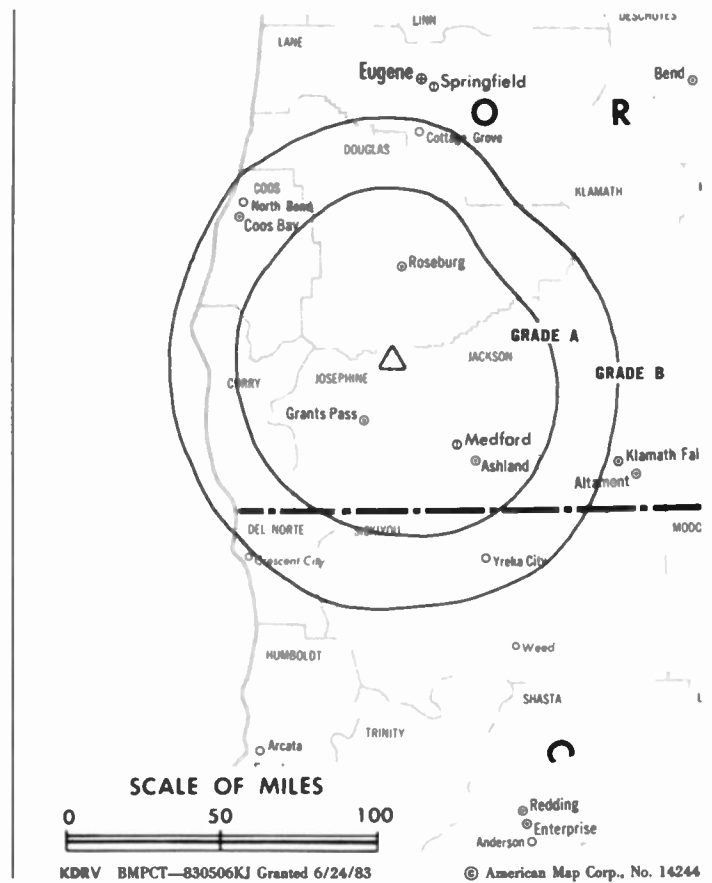 LINN
DESCHUTES
LANE
Eugene
Springfield
Bend
O R
Cottage Grove
DOUGLAS
KLAMATH
COOS
North Bend
Coos Bay
Roseburg
GRADE A
JACKSON
GRADE B
JOSEPHINE
CURRY
Grants Pass
Medford
Ashland
Klamath Fal
Altamont
DEL NORTE
SISKIYOU
MODC
Crescent City
Yreka City
Weed
HUMBOLDT
SHASTA
TRINITY
Arcata
C
SCALE OF MILES
0 50 100
Redding
Enterprise
Anderson
KDRV BMPCT—830506KJ Granted 6/24/83
© American Map Corp., No. 14244